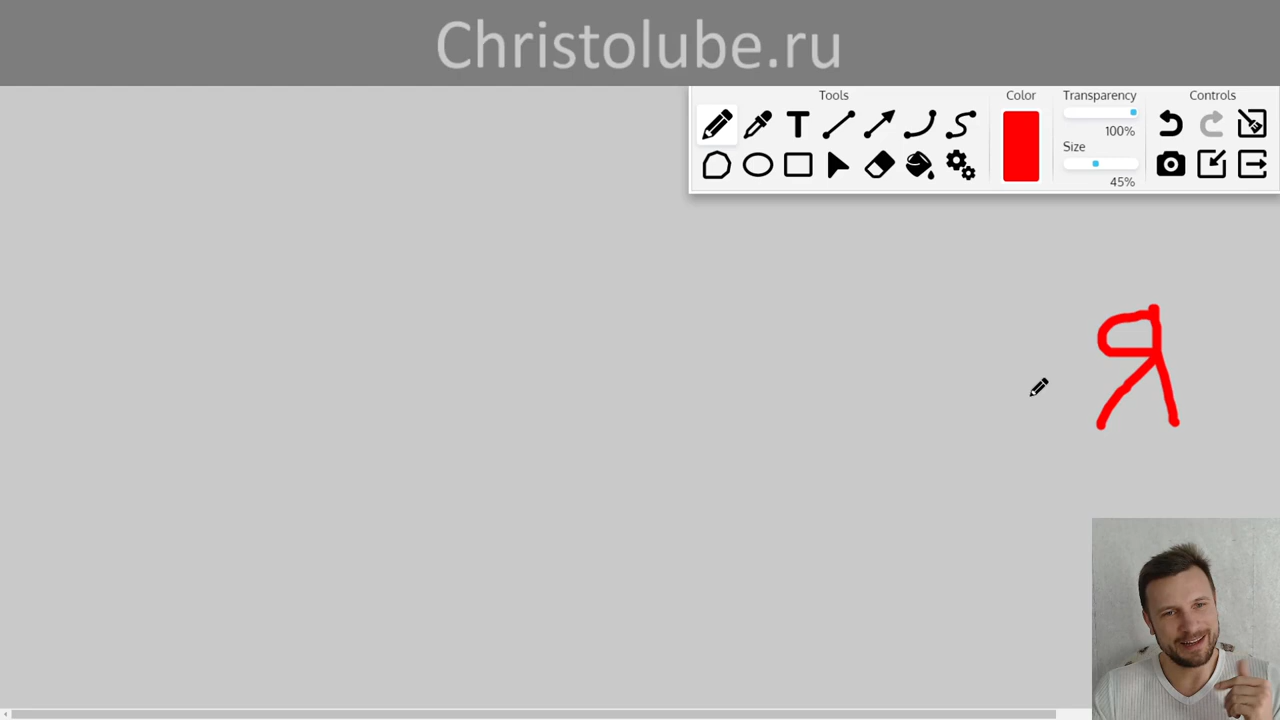 Christolube.ru
Tools
Color
Transparency
Controls
100%
Size
45%
Я